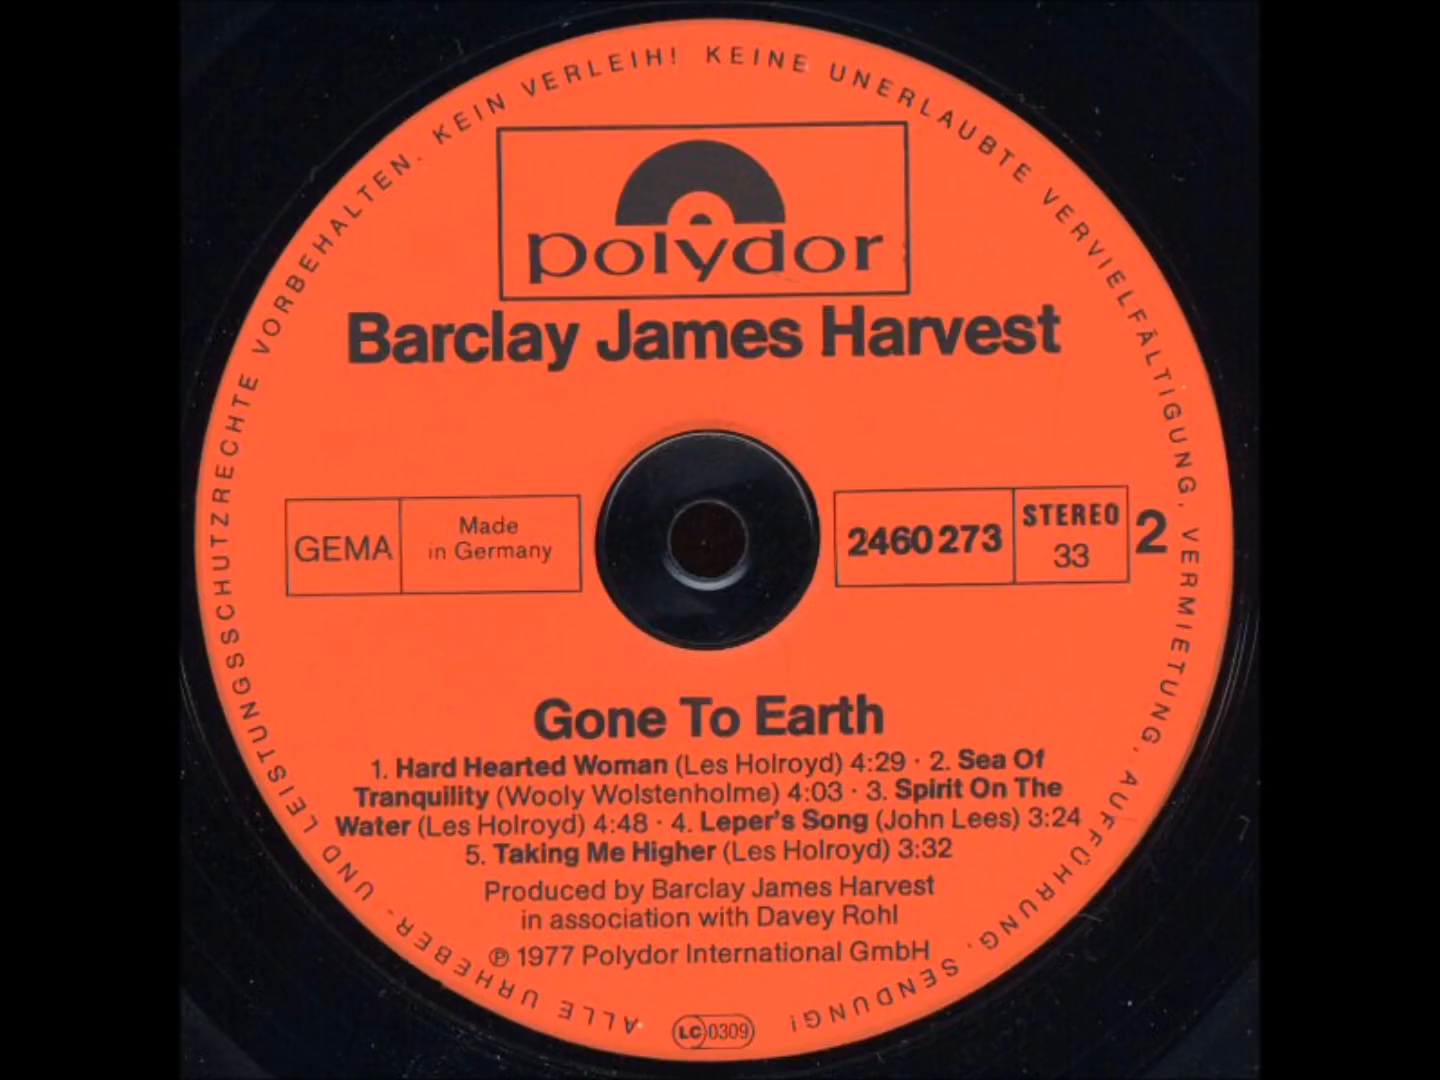 ALLE URHEBER- UND LEISTUNGSSCHUTZRECHTE VORBEHALTEN. KEIN VERLEIH! KEINE UNERLAUBTE VERVIELFÄLTIGUNG, VERMIETUNG, AUFFÜHRUNG, SENDUNG!
polydor
Barclay James Harvest
GEMA
Made
in Germany
2460 273
STEREO
33
2
Gone To Earth
1. Hard Hearted Woman (Les Holroyd) 4:29 · 2. Sea Of
Tranquility (Wooly Wolstenholme) 4:03 · 3. Spirit On The
Water (Les Holroyd) 4:48 · 4. Leper's Song (John Lees) 3:24
5. Taking Me Higher (Les Holroyd) 3:32
Produced by Barclay James Harvest
in association with Davey Rohl
℗ 1977 Polydor International GmbH
LC 0309